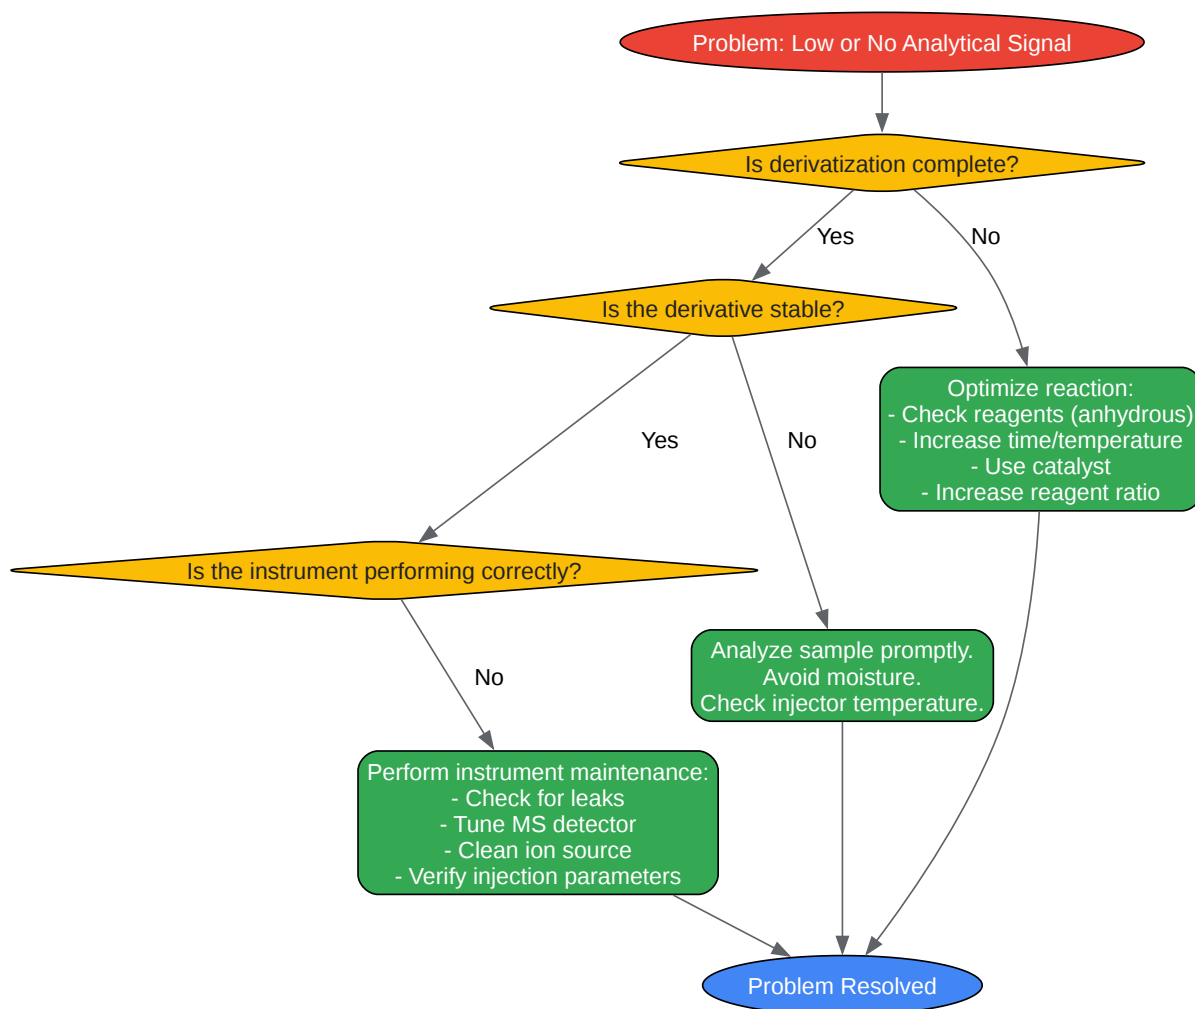 Problem: Low or No Analytical Signal
Is derivatization complete?
Yes
No
Is the derivative stable?
Optimize reaction:
- Check reagents (anhydrous)
- Increase time/temperature
- Use catalyst
- Increase reagent ratio
Yes
No
Is the instrument performing correctly?
Analyze sample promptly.
Avoid moisture.
Check injector temperature.
No
Perform instrument maintenance:
- Check for leaks
- Tune MS detector
- Clean ion source
- Verify injection parameters
Problem Resolved